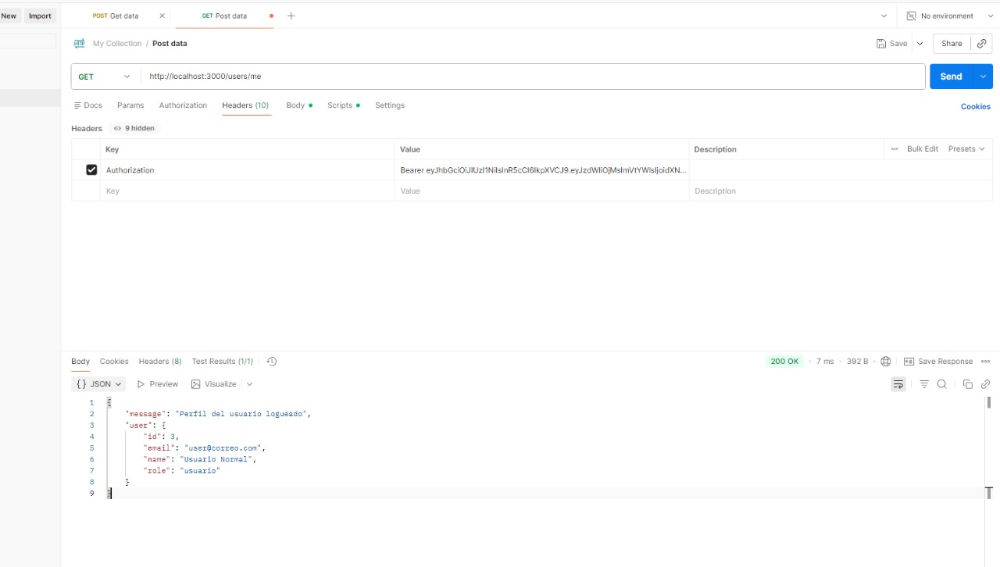 New Import POST Get data GET Post data No environment
HTTP My Collection / Post data Save Share
GET http://localhost:3000/users/me Send
Docs Params Authorization Headers (10) Body Scripts Settings Cookies
Headers 9 hidden
Key Value Description Bulk Edit Presets
Authorization Bearer
Key Value Description
Body Cookies Headers (8) Test Results (1/1) 200 OK 7 ms 392 B Save Response
{} JSON Preview Visualize
1 {
2 "message": "Perfil del usuario logueado",
3 "user": {
4 "id": 3,
5 "email": "user@correo.com",
6 "name": "Usuario Normal",
7 "role": "usuario"
8 }
9 }